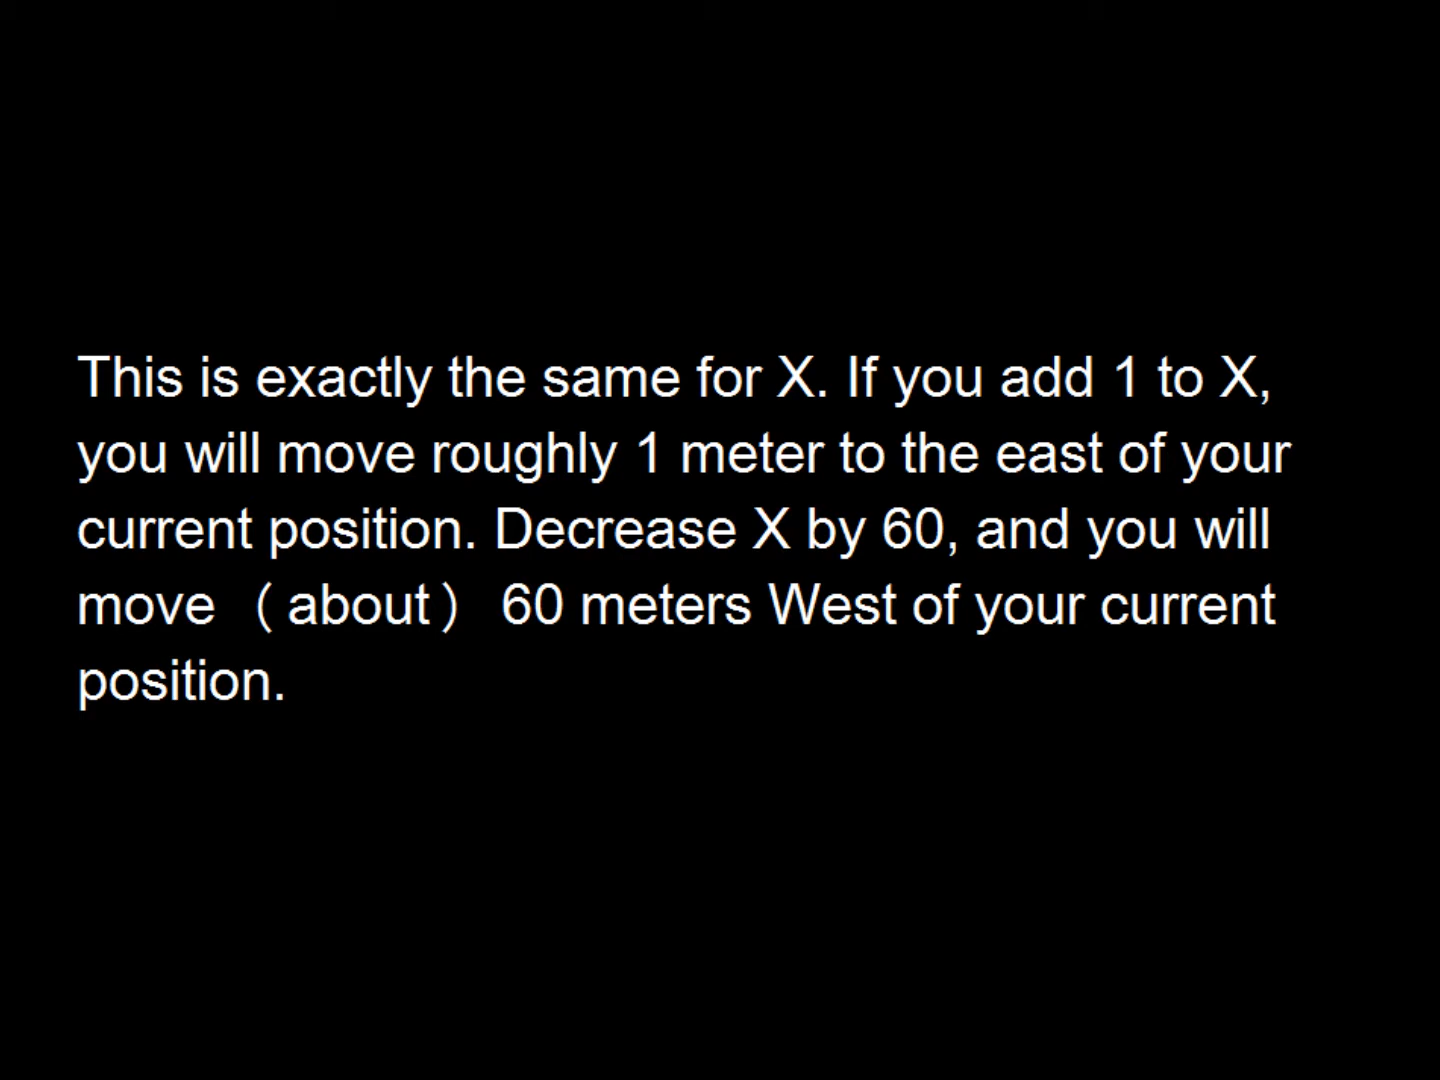 This is exactly the same for X. If you add 1 to X,
you will move roughly 1 meter to the east of your
current position. Decrease X by 60, and you will
move （about） 60 meters West of your current
position.